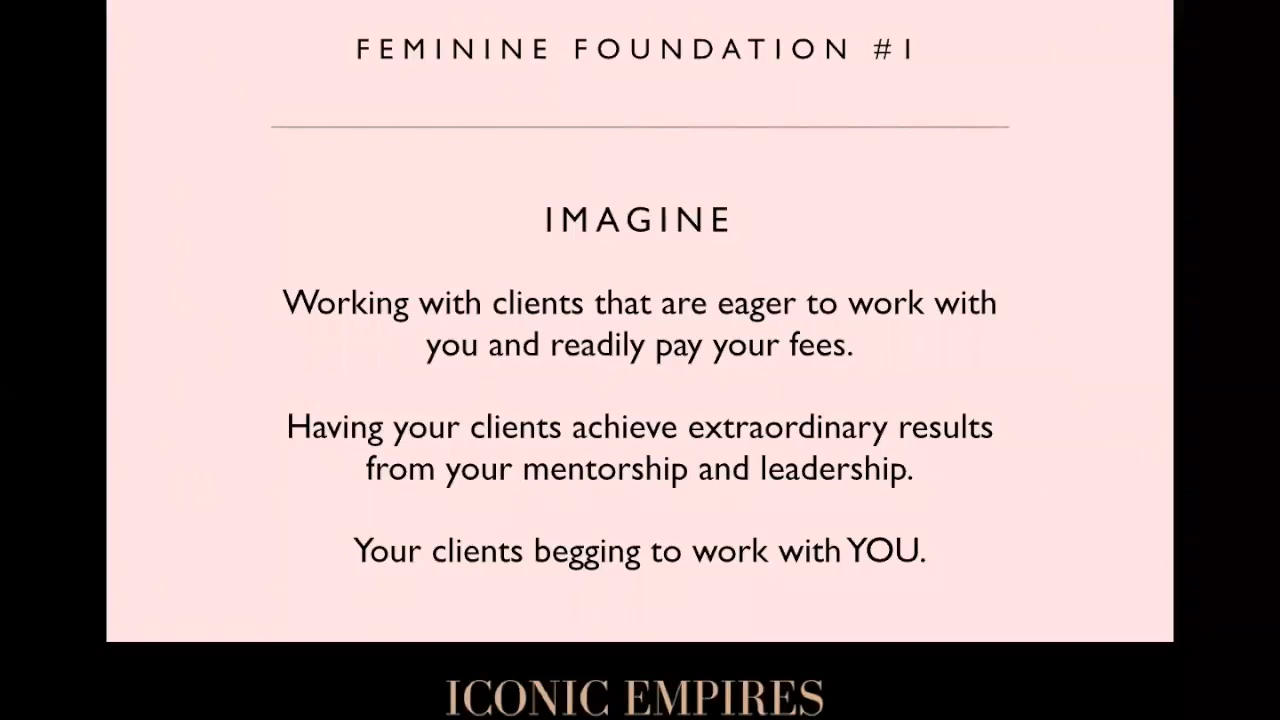 FEMININE FOUNDATION #1
IMAGINE
Working with clients that are eager to work with
you and readily pay your fees.
Having your clients achieve extraordinary results
from your mentorship and leadership.
Your clients begging to work with YOU.
ICONIC EMPIRES